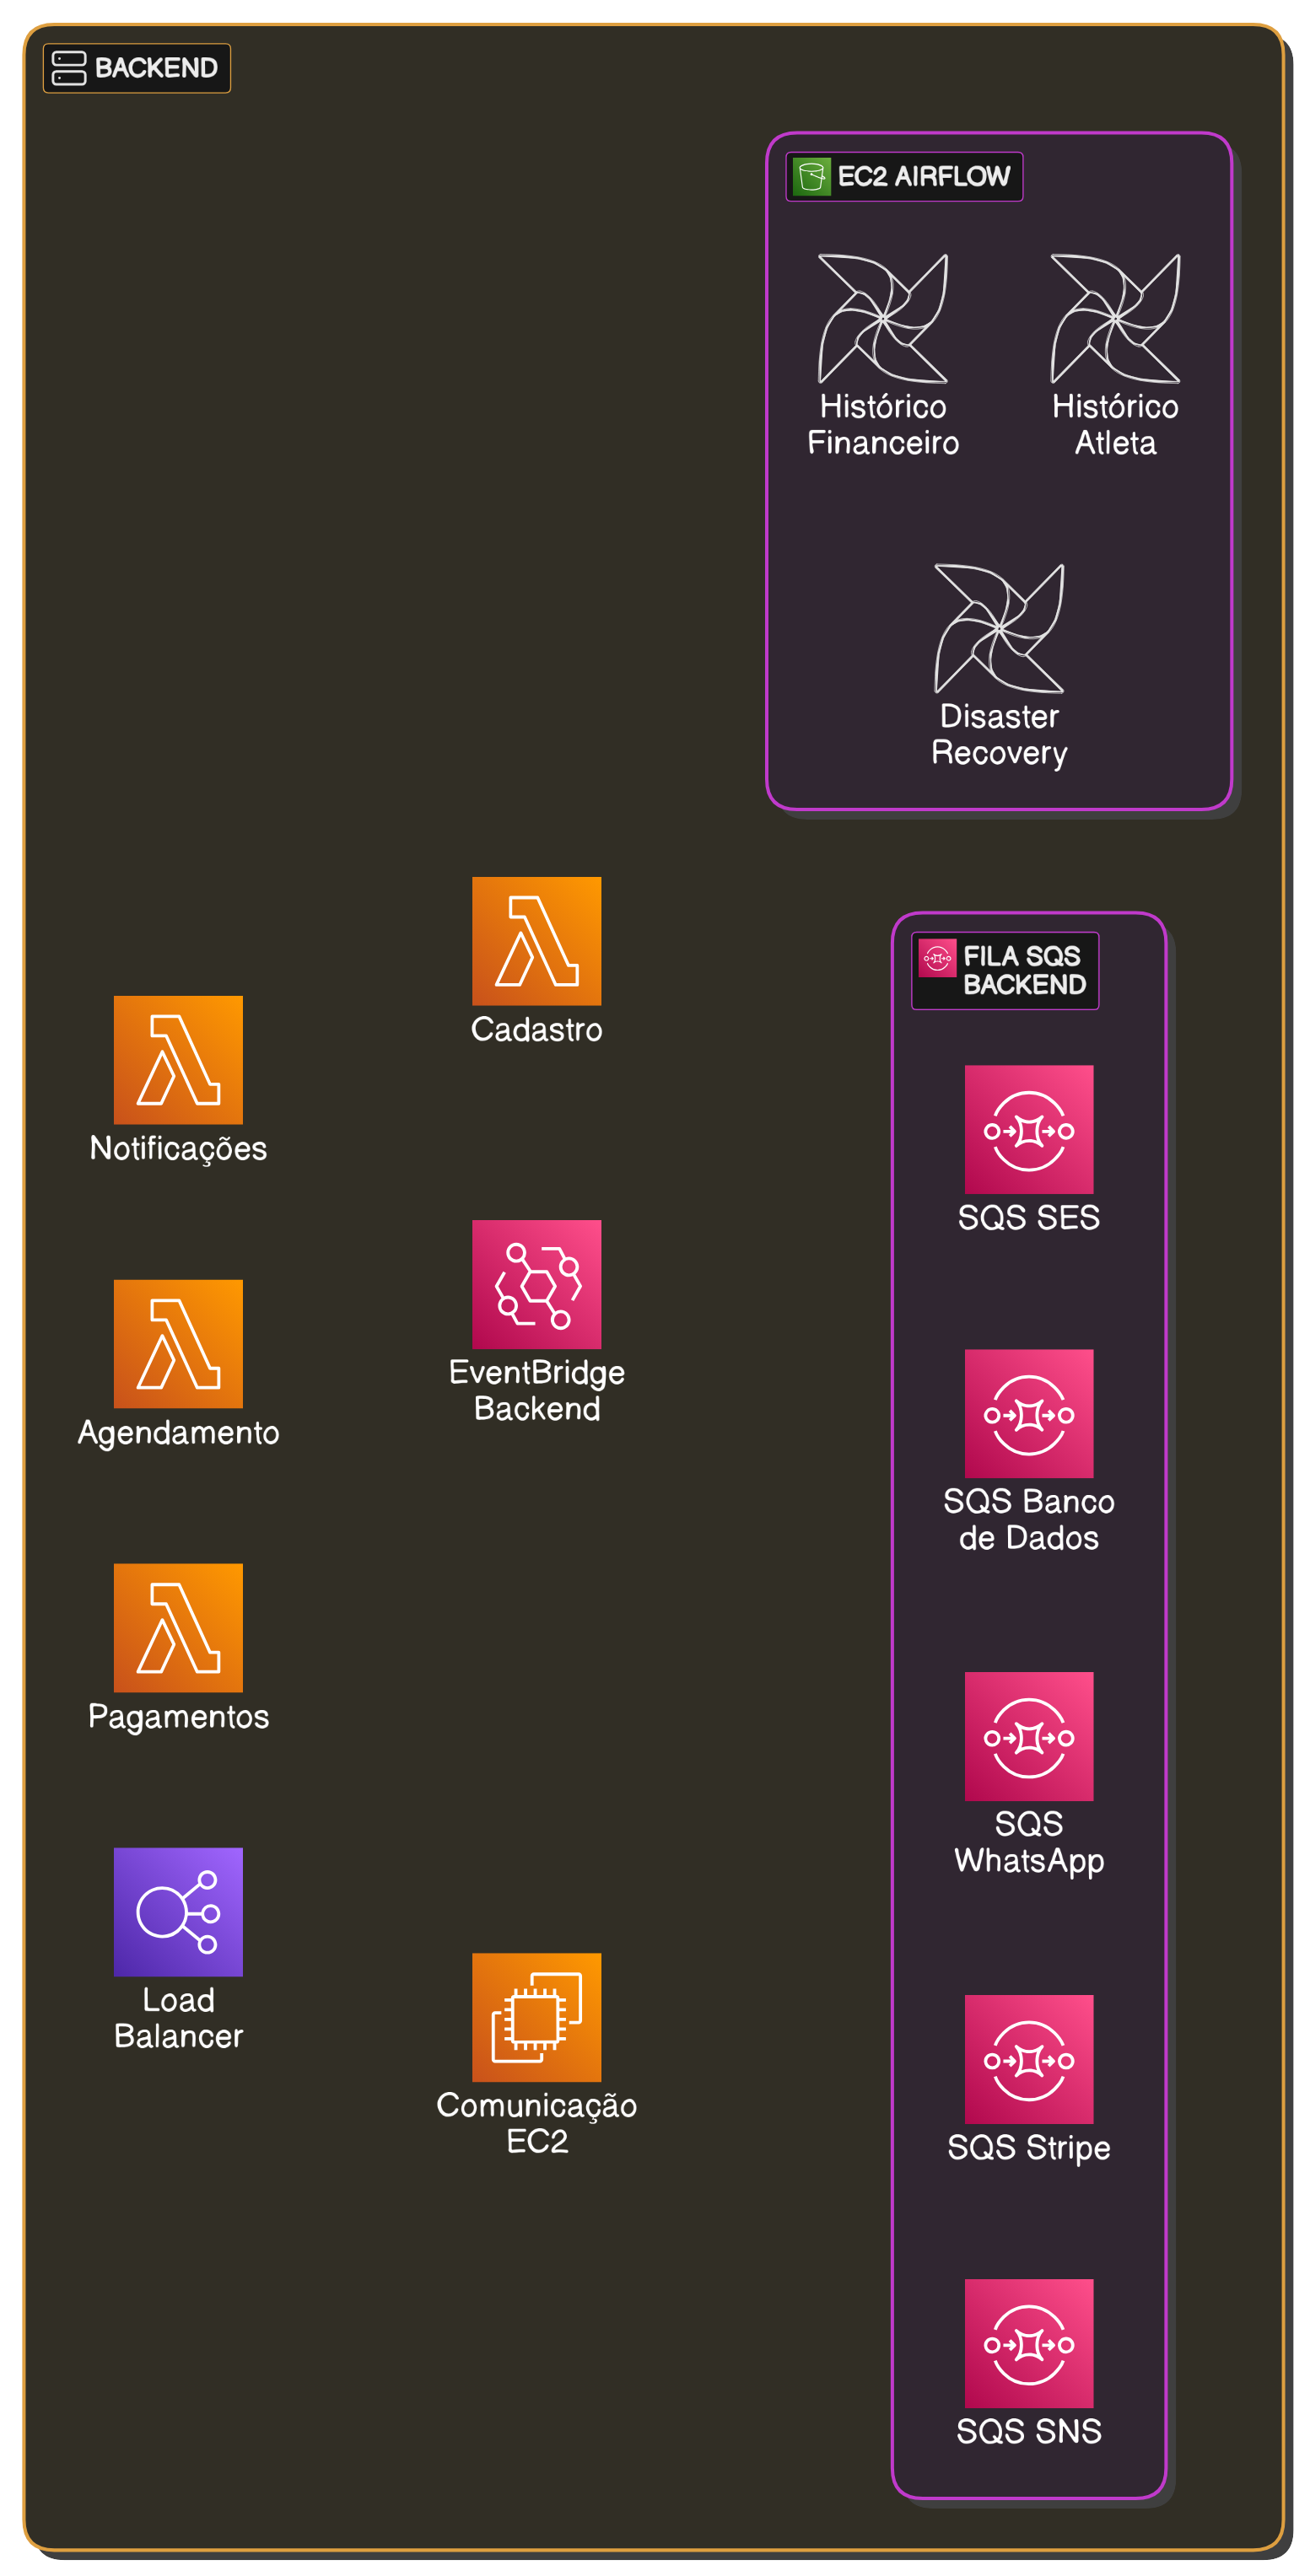 BACKEND
EC2 AIRFLOW
Histórico
Financeiro
Histórico
Atleta
Disaster
Recovery
Cadastro
Notificações
EventBridge
Backend
Agendamento
Pagamentos
Load
Balancer
Comunicação
EC2
FILA SQS
BACKEND
SQS SES
SQS Banco
de Dados
SQS
WhatsApp
SQS Stripe
SQS SNS